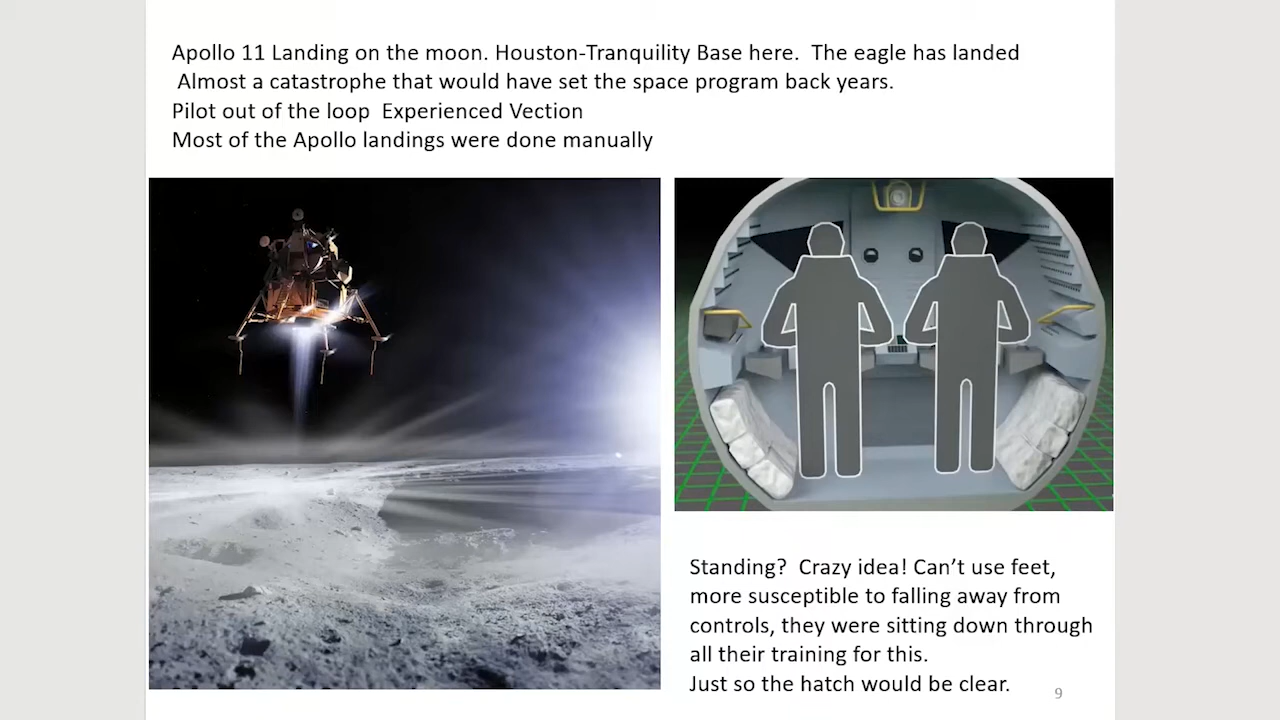 Apollo 11 Landing on the moon. Houston-Tranquility Base here.  The eagle has landed
Almost a catastrophe that would have set the space program back years.
Pilot out of the loop  Experienced Vection
Most of the Apollo landings were done manually
Standing?  Crazy idea! Can’t use feet,
more susceptible to falling away from
controls, they were sitting down through
all their training for this.
Just so the hatch would be clear.
9